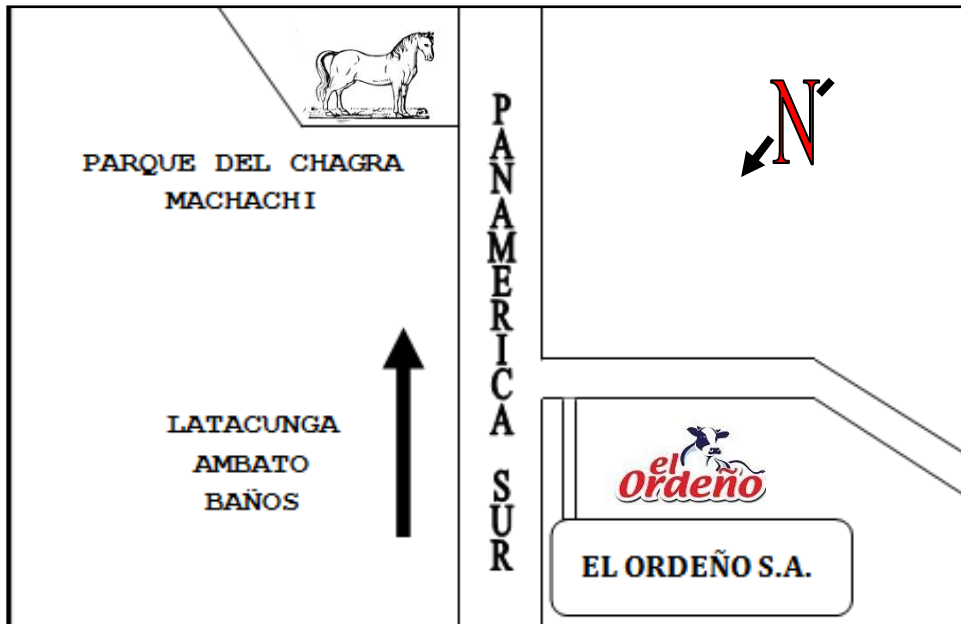 N
PARQUE DEL CHAGRA
MACHACHI
PANAMERICA SUR
LATACUNGA
AMBATO
BAÑOS
el
Ordeño
EL ORDEÑO S.A.